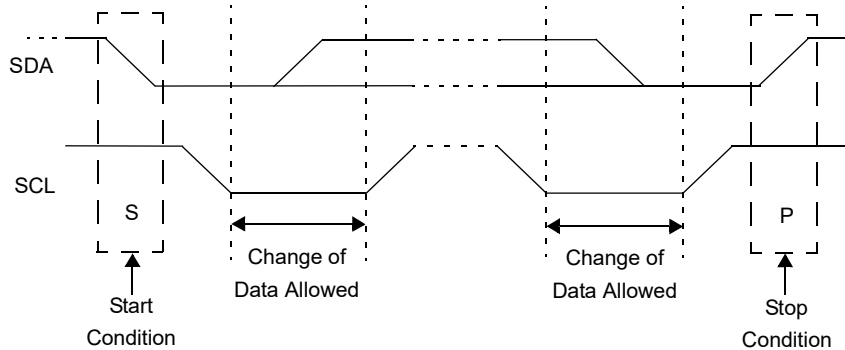 SDA
SCL
S
P
Change of
Data Allowed
Change of
Data Allowed
Start
Condition
Stop
Condition